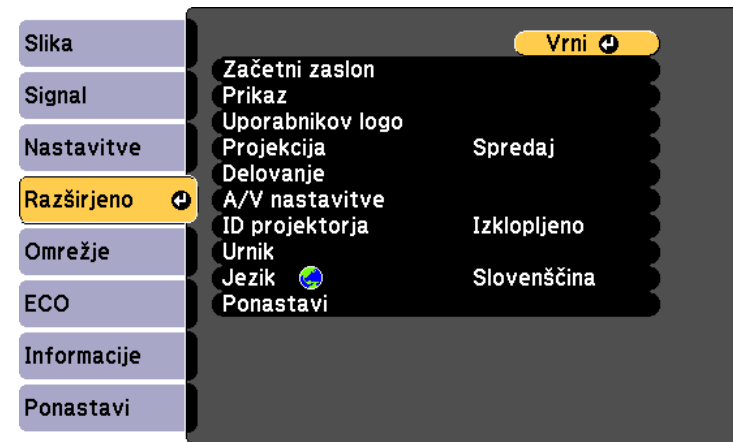 Slika
Signal
Nastavitve
Razširjeno
Omrežje
ECO
Informacije
Ponastavi
Vrni
Začetni zaslon
Prikaz
Uporabnikov logo
Projekcija Spredaj
Delovanje
A/V nastavitve
ID projektorja Izklopljeno
Urnik
Jezik Slovenščina
Ponastavi